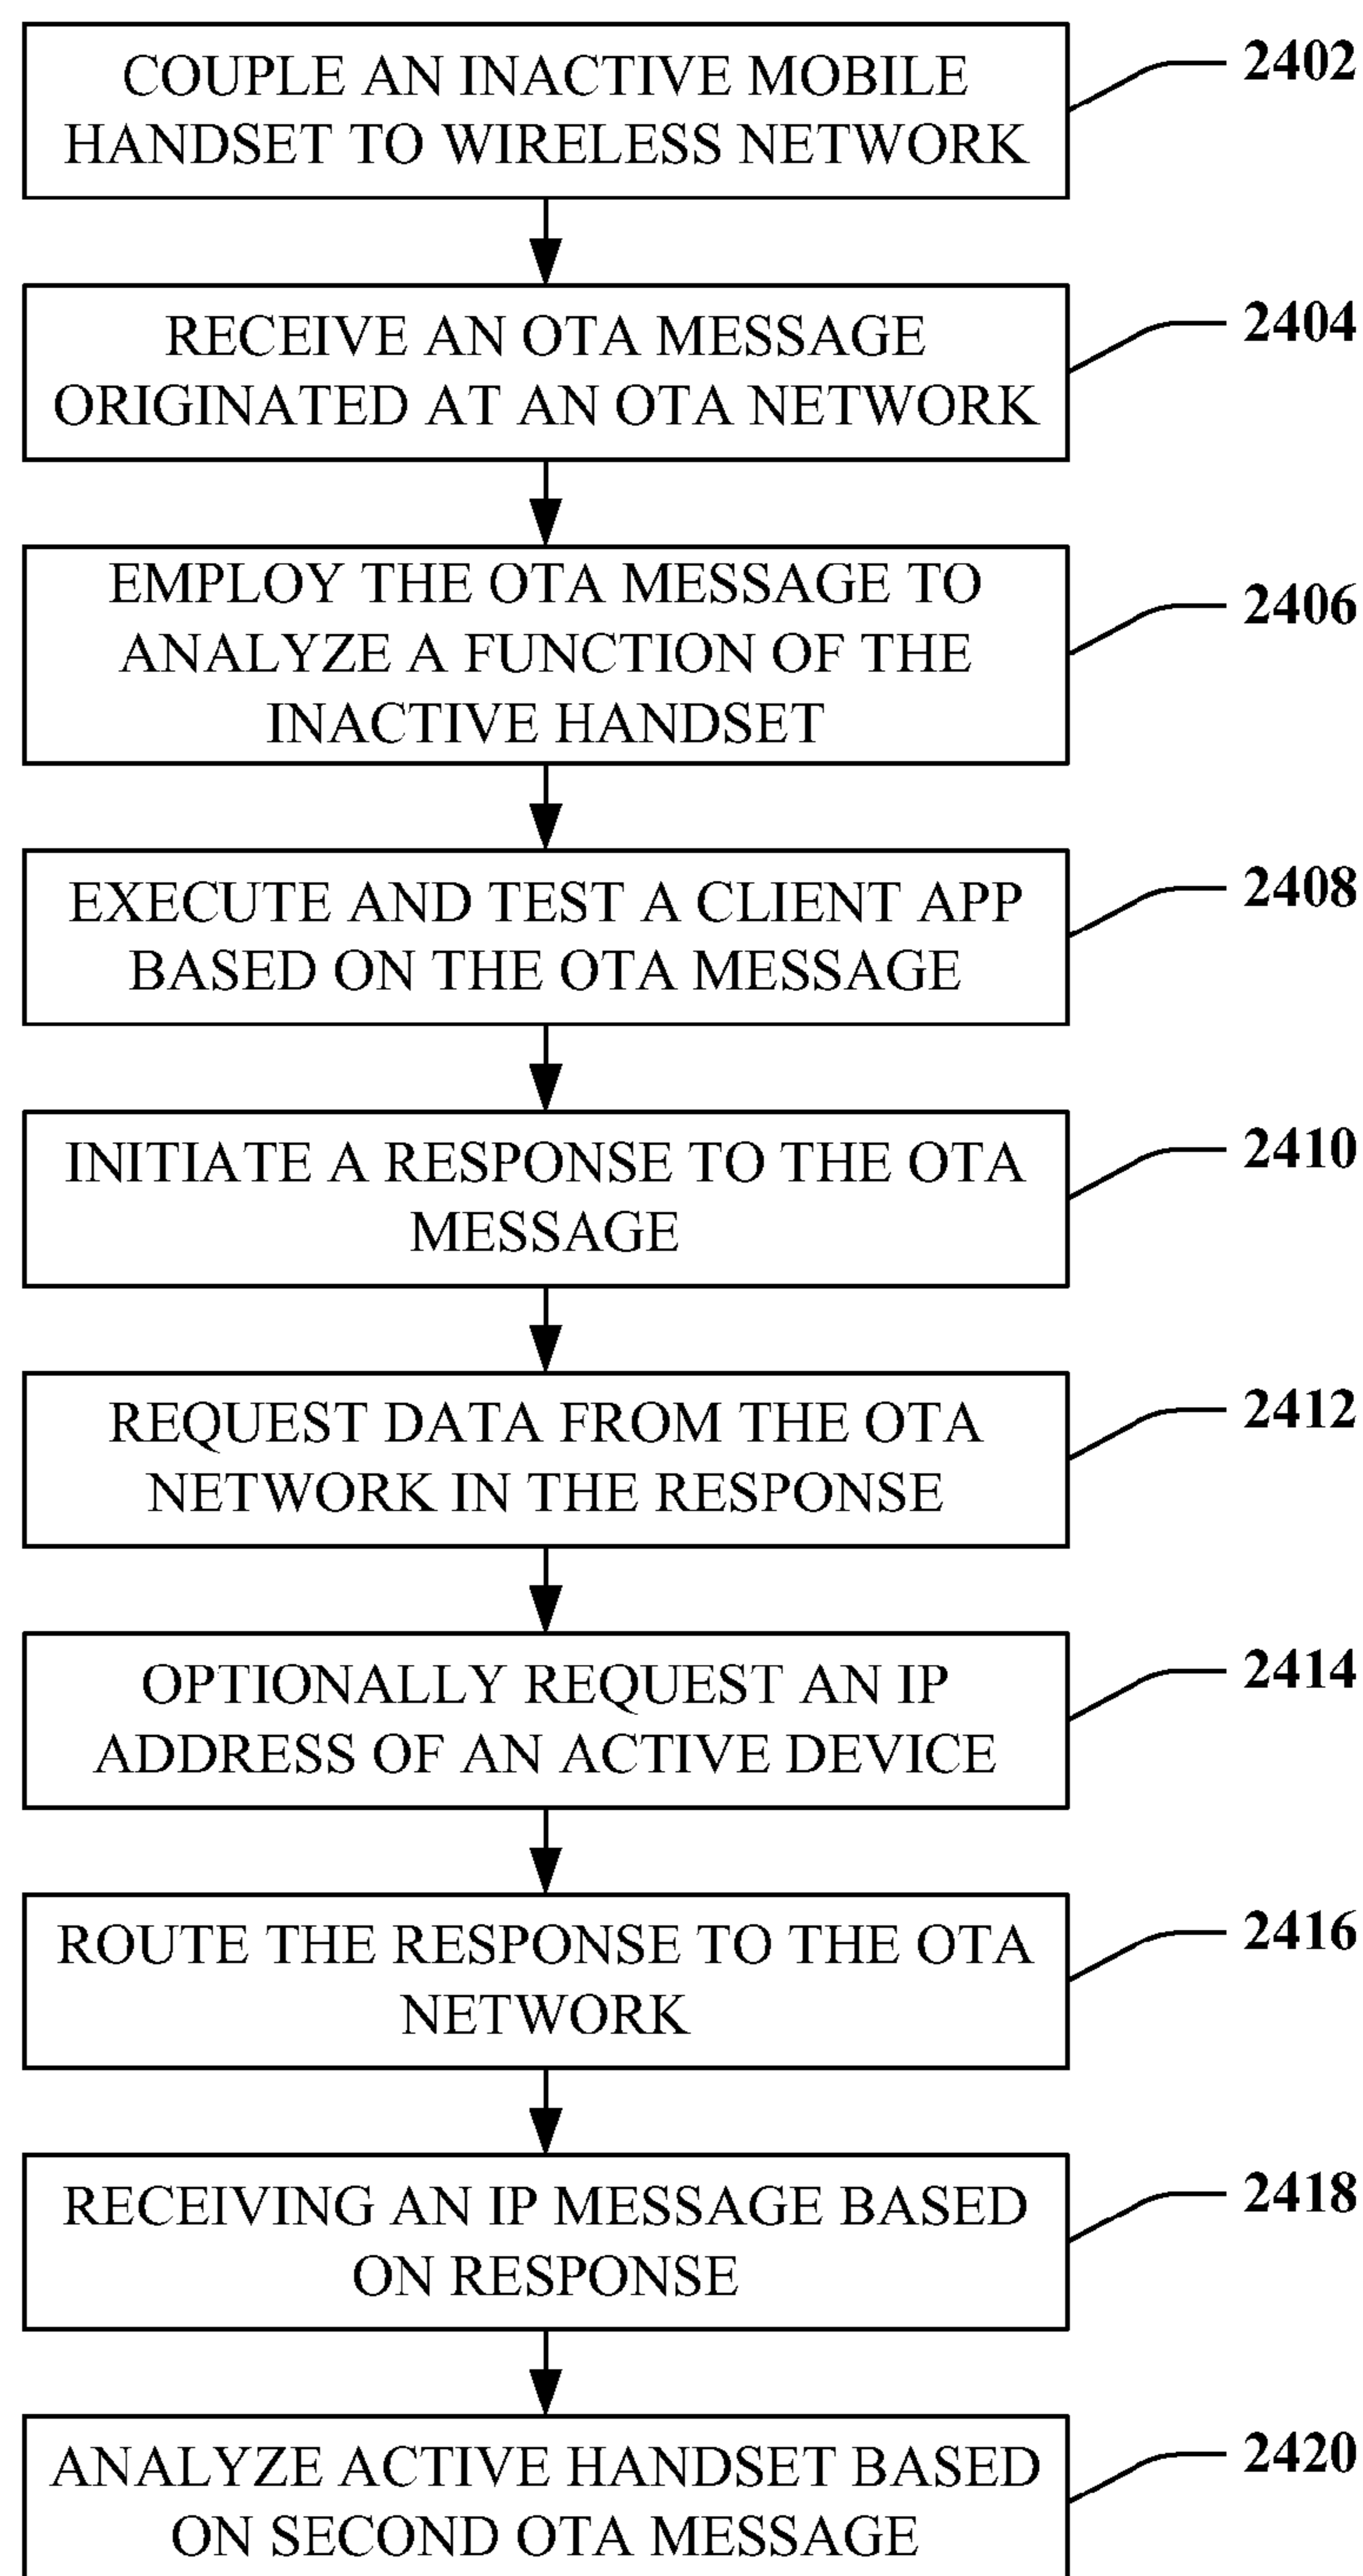 COUPLE AN INACTIVE MOBILE
HANDSET TO WIRELESS NETWORK
2402
RECEIVE AN OTA MESSAGE
ORIGINATED AT AN OTA NETWORK
2404
EMPLOY THE OTA MESSAGE TO
ANALYZE A FUNCTION OF THE
INACTIVE HANDSET
2406
EXECUTE AND TEST A CLIENT APP
BASED ON THE OTA MESSAGE
2408
INITIATE A RESPONSE TO THE OTA
MESSAGE
2410
REQUEST DATA FROM THE OTA
NETWORK IN THE RESPONSE
2412
OPTIONALLY REQUEST AN IP
ADDRESS OF AN ACTIVE DEVICE
2414
ROUTE THE RESPONSE TO THE OTA
NETWORK
2416
RECEIVING AN IP MESSAGE BASED
ON RESPONSE
2418
ANALYZE ACTIVE HANDSET BASED
ON SECOND OTA MESSAGE
2420